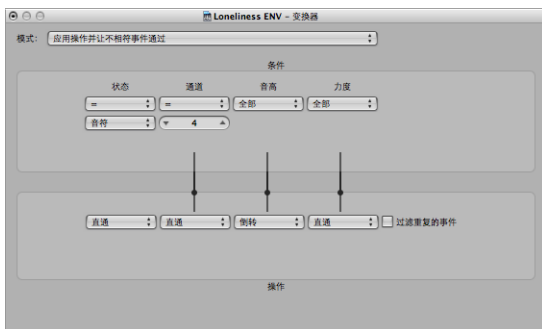 Loneliness ENV – 变换器
模式: 应用操作并让不相符事件通过
条件
状态 通道 音高 力度
= = 全部 全部
音符 4
直通 直通 倒转 直通 过滤重复的事件
操作